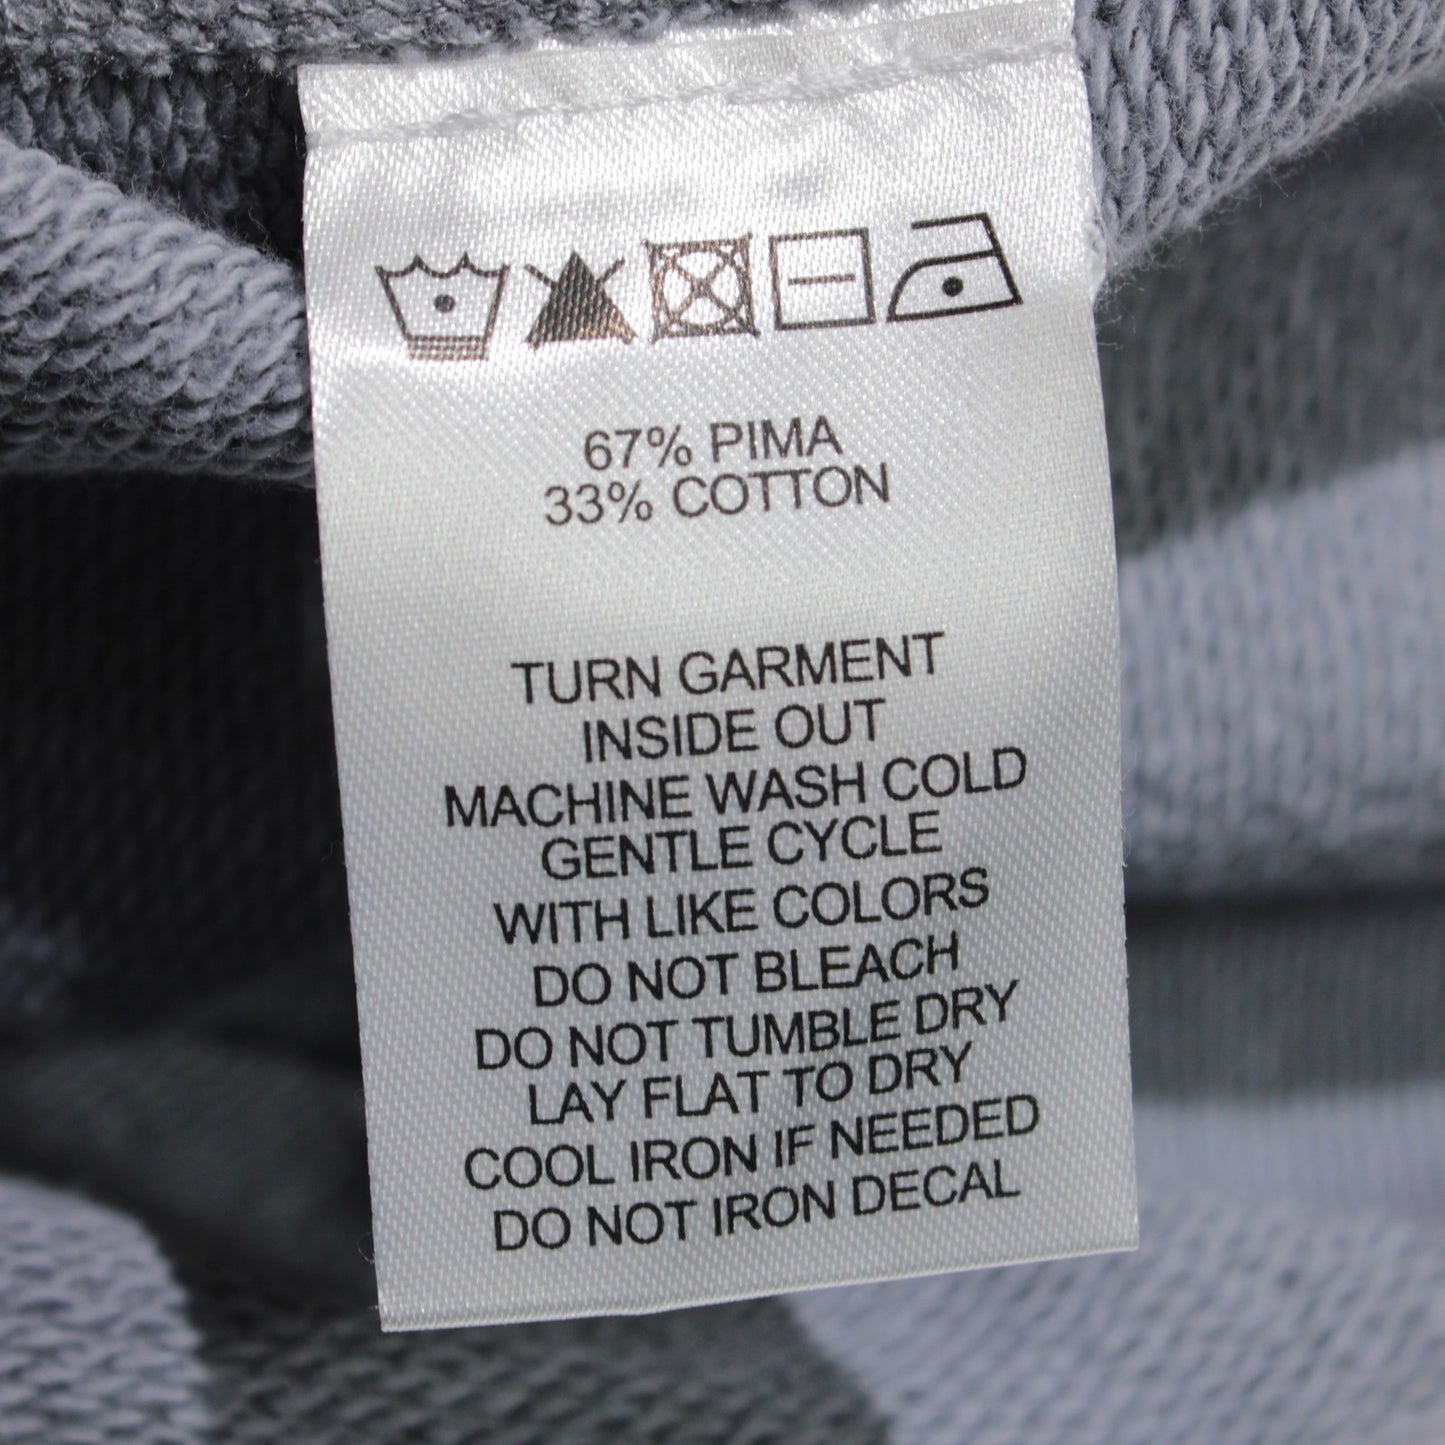 67% PIMA
33% COTTON
TURN GARMENT
INSIDE OUT
MACHINE WASH COLD
GENTLE CYCLE
WITH LIKE COLORS
DO NOT BLEACH
DO NOT TUMBLE DRY
LAY FLAT TO DRY
COOL IRON IF NEEDED
DO NOT IRON DECAL